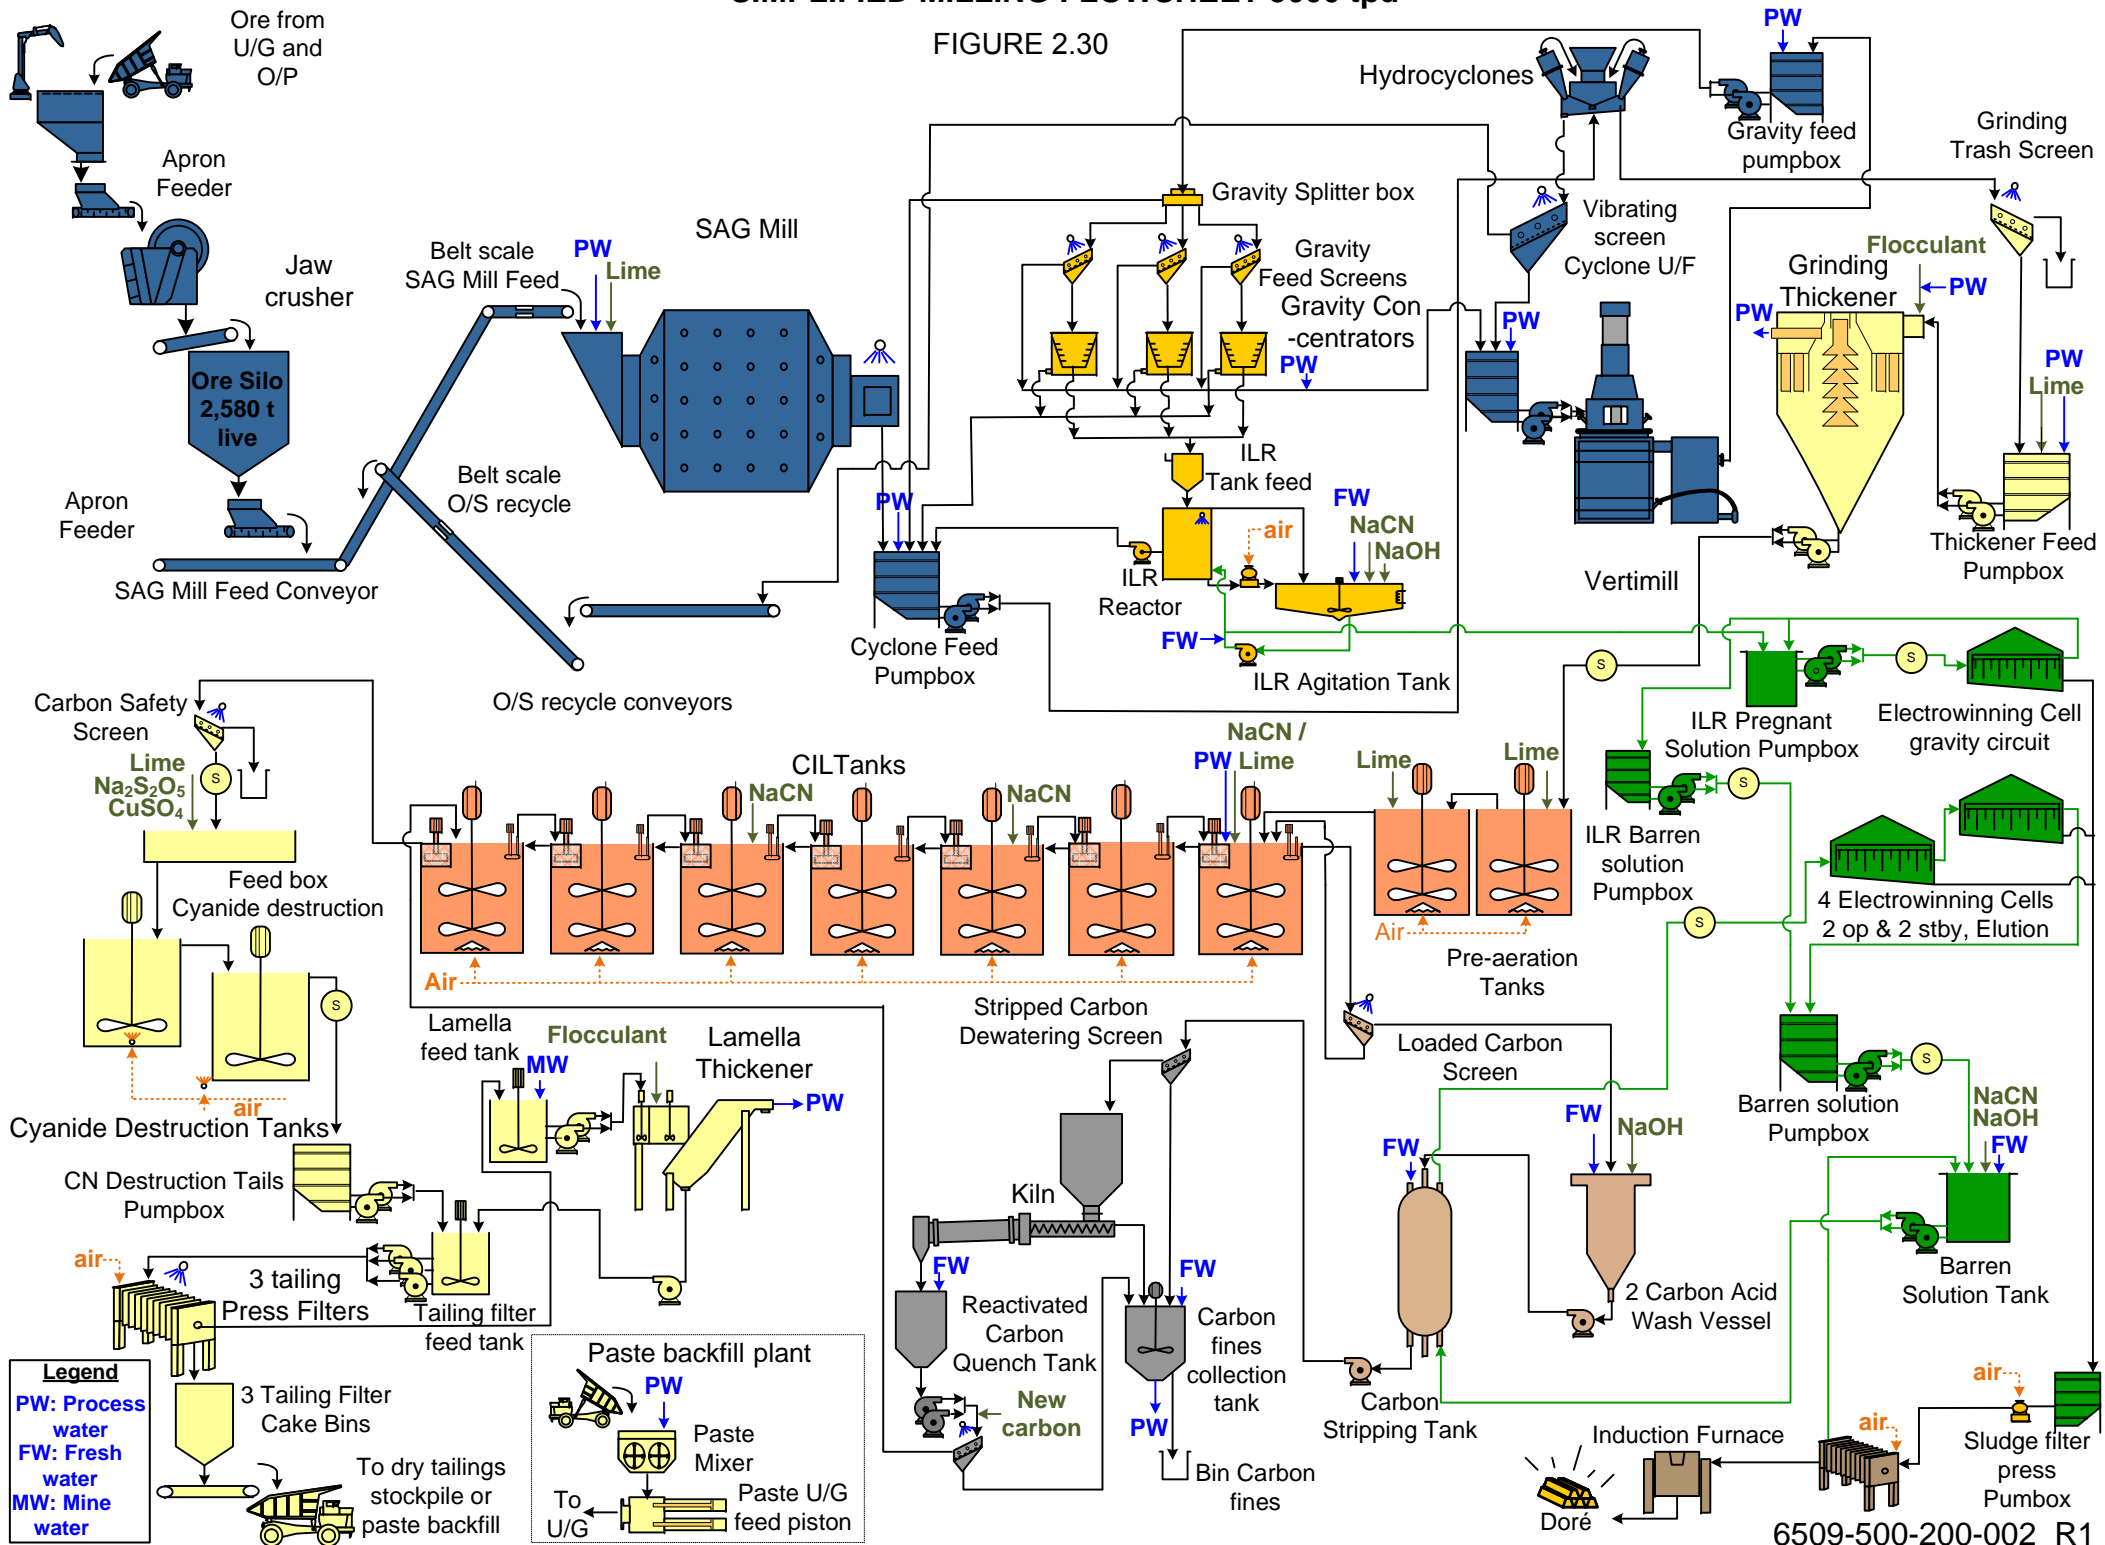 FIGURE 2.30
Ore from
U/G and
O/P
Apron
Feeder
Jaw
crusher
Ore Silo
2,580 t
live
Apron
Feeder
SAG Mill Feed Conveyor
Belt scale
SAG Mill Feed
PW
Lime
SAG Mill
Belt scale
O/S recycle
O/S recycle conveyors
PW
Cyclone Feed
Pumpbox
Gravity Splitter box
Gravity
Feed Screens
Gravity Con
-centrators
PW
ILR
Tank feed
ILR
Reactor
air
FW
NaCN
NaOH
FW
ILR Agitation Tank
Hydrocyclones
PW
Gravity feed
pumpbox
Vibrating
screen
Cyclone U/F
PW
Vertimill
Grinding
Trash Screen
Flocculant
PW
Grinding
Thickener
PW
PW
Lime
Thickener Feed
Pumpbox
S
ILR Pregnant
Solution Pumpbox
S
Electrowinning Cell
gravity circuit
ILR Barren
solution
Pumpbox
S
4 Electrowinning Cells
2 op & 2 stby, Elution
S
Carbon Safety
Screen
Lime
Na₂S₂O₅
CuSO₄
S
Feed box
Cyanide destruction
S
air
Cyanide Destruction Tanks
CILTanks
NaCN
NaCN
NaCN /
Lime
PW
Air
Lime
Lime
Air
Pre-aeration
Tanks
Lamella
feed tank
MW
Flocculant
Lamella
Thickener
PW
Stripped Carbon
Dewatering Screen
Loaded Carbon
Screen
CN Destruction Tails
Pumpbox
air
3 tailing
Press Filters
Tailing filter
feed tank
Kiln
FW
Reactivated
Carbon
Quench Tank
New
carbon
FW
Carbon
fines
collection
tank
PW
Bin Carbon
fines
FW
Carbon
Stripping Tank
FW
NaOH
2 Carbon Acid
Wash Vessel
Barren solution
Pumpbox
S
NaCN
NaOH
FW
Barren
Solution Tank
Legend
PW: Process
water
FW: Fresh
water
MW: Mine
water
3 Tailing Filter
Cake Bins
To dry tailings
stockpile or
paste backfill
Paste backfill plant
PW
Paste
Mixer
To
U/G
Paste U/G
feed piston
Induction Furnace
Doré
air
air
Sludge filter
press
Pumbox
6509-500-200-002 R1